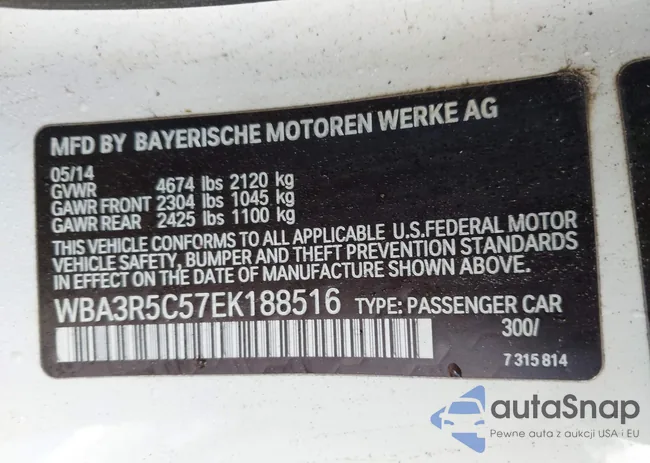 MFD BY BAYERISCHE MOTOREN WERKE AG
05/14
GVWR 4674 lbs 2120 kg
GAWR FRONT 2304 lbs 1045 kg
GAWR REAR 2425 lbs 1100 kg
THIS VEHICLE CONFORMS TO ALL APPLICABLE U.S.FEDERAL MOTOR
VEHICLE SAFETY, BUMPER AND THEFT PREVENTION STANDARDS
IN EFFECT ON THE DATE OF MANUFACTURE SHOWN ABOVE.
WBA3R5C57EK188516 TYPE: PASSENGER CAR
300/
7 315 814
autoSnap
Pewne auta z aukcji USA i EU